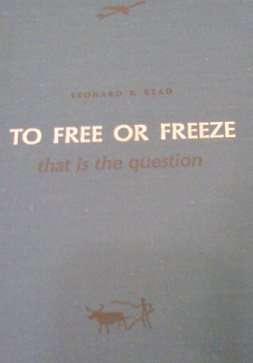 LEONARD E. READ
TO FREE OR FREEZE
that is the question